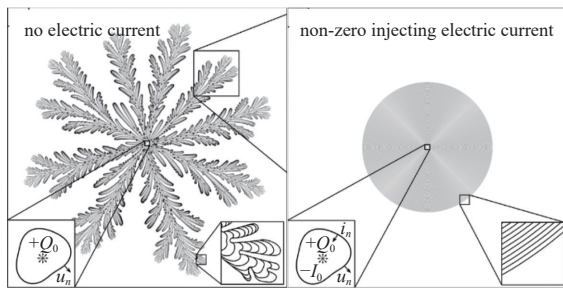 no electric current
+Q₀
uₙ
non-zero injecting electric current
iₙ
+Q₀
−I₀
uₙ